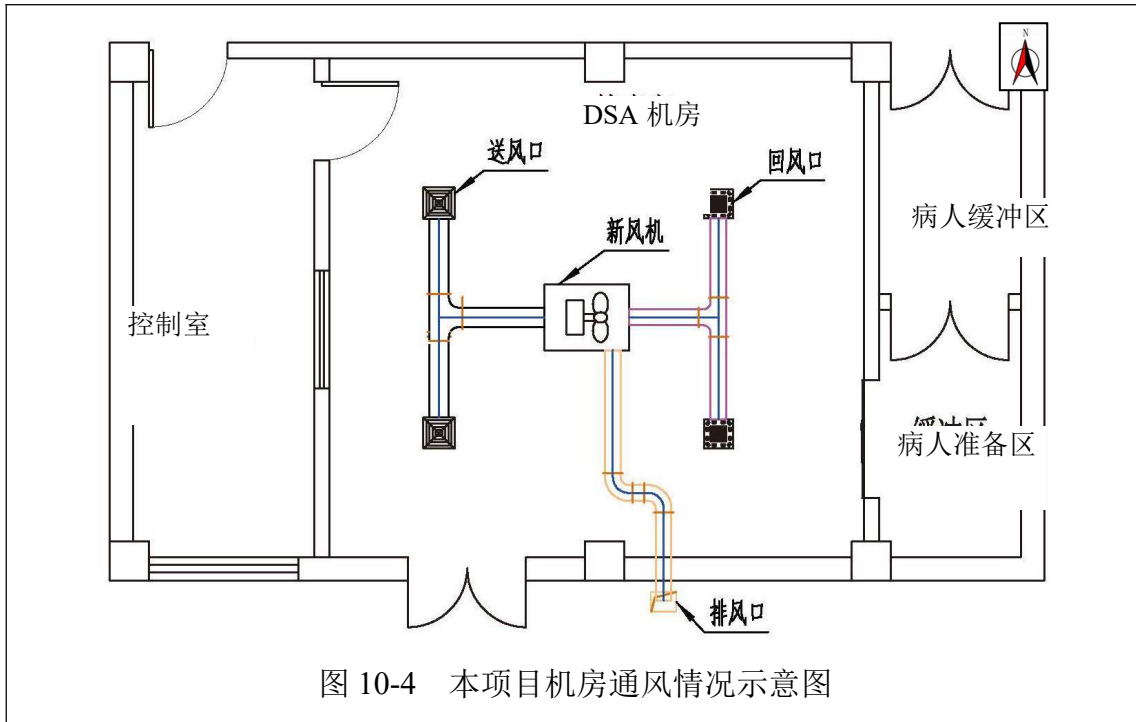 N
DSA 机房
送风口
回风口
新风机
病人缓冲区
控制室
病人准备区
排风口
图 10-4 本项目机房通风情况示意图